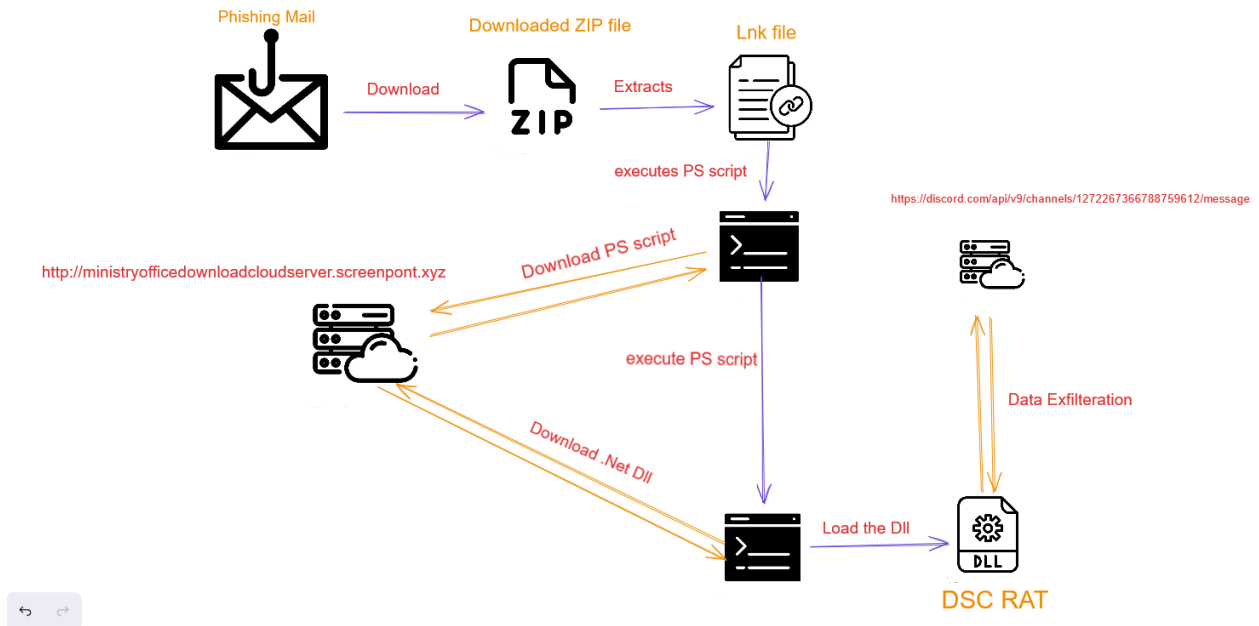 Phishing Mail
Downloaded ZIP file
Lnk file
Download
ZIP
Extracts
executes PS script
https://discord.com/api/v9/channels/1272267366788759612/message
Download PS script
http://ministryofficedownloadcloudserver.screenpont.xyz
execute PS script
Data Exfilteration
Download .Net Dll
Load the Dll
DLL
DSC RAT